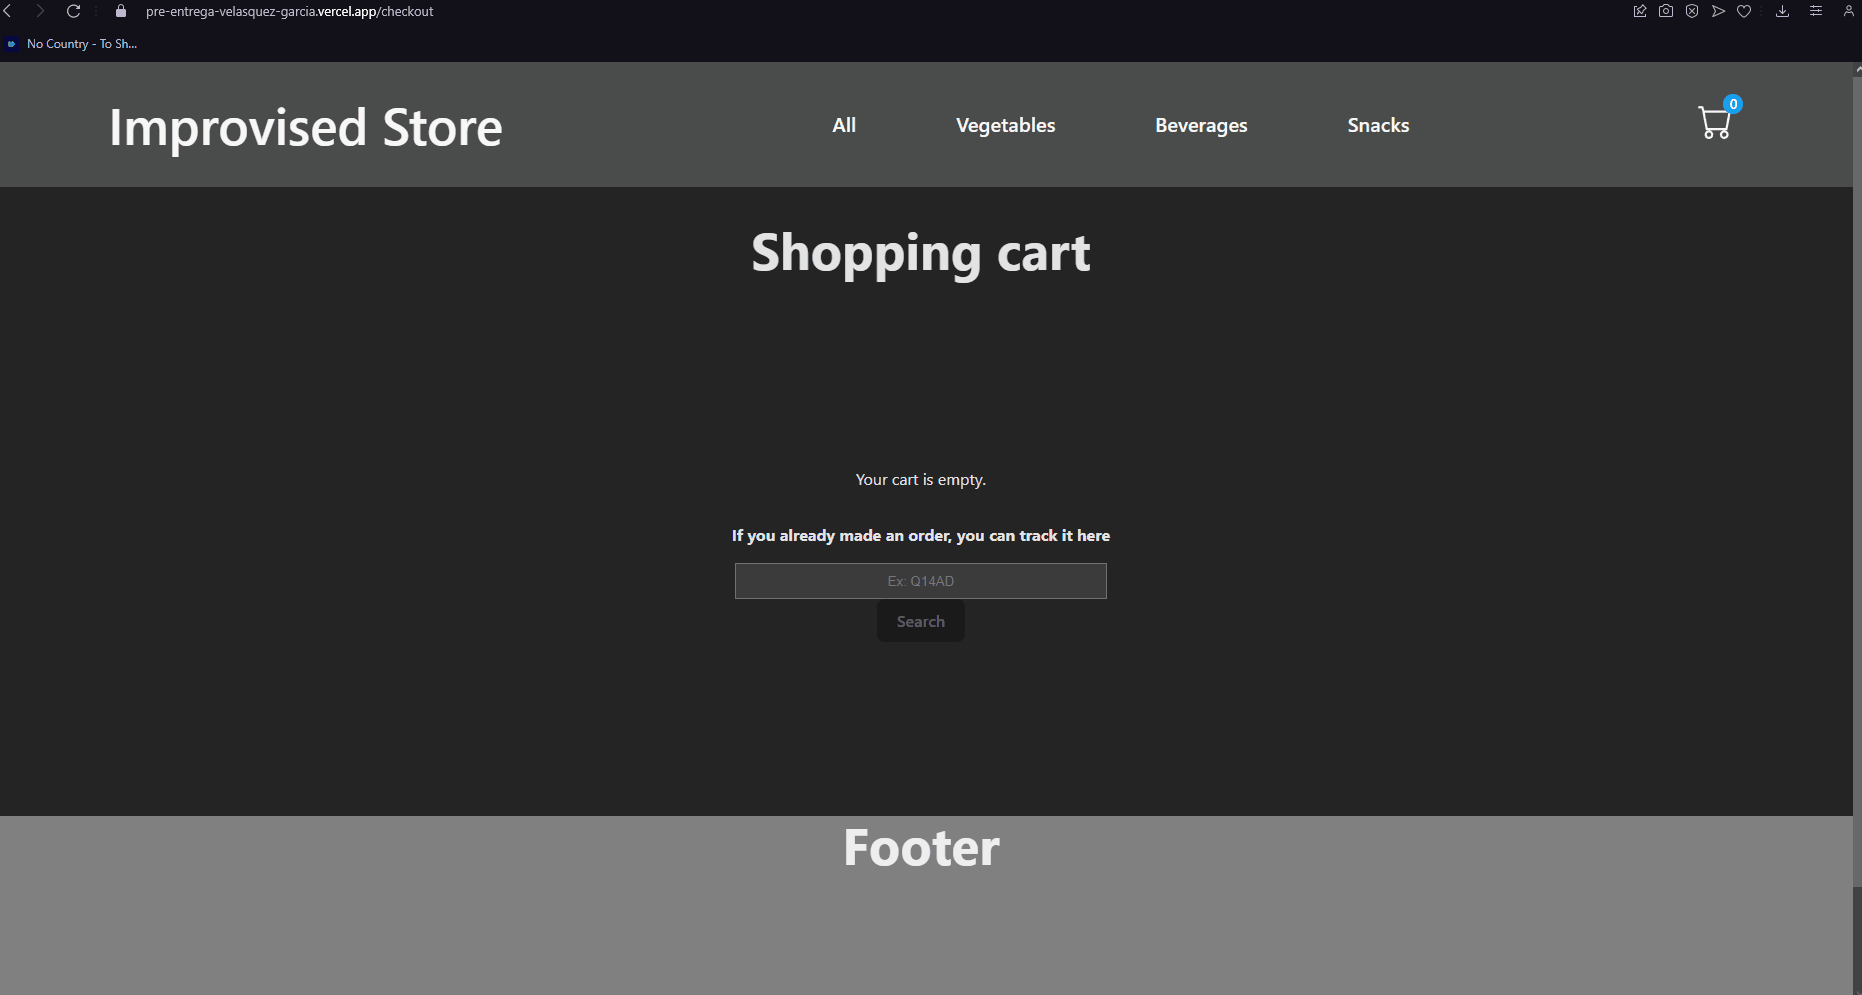 pre-entrega-velasquez-garcia.vercel.app/checkout
No Country - To Sh...
Improvised Store
All
Vegetables
Beverages
Snacks
0
Shopping cart
Your cart is empty.
If you already made an order, you can track it here
Ex: Q14AD
Search
Footer